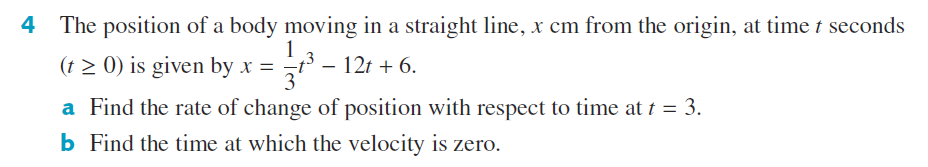 4 The position of a body moving in a straight line, x cm from the origin, at time t seconds
(t ≥ 0) is given by x = \frac{1}{3}t³ – 12t + 6.
a Find the rate of change of position with respect to time at t = 3.
b Find the time at which the velocity is zero.